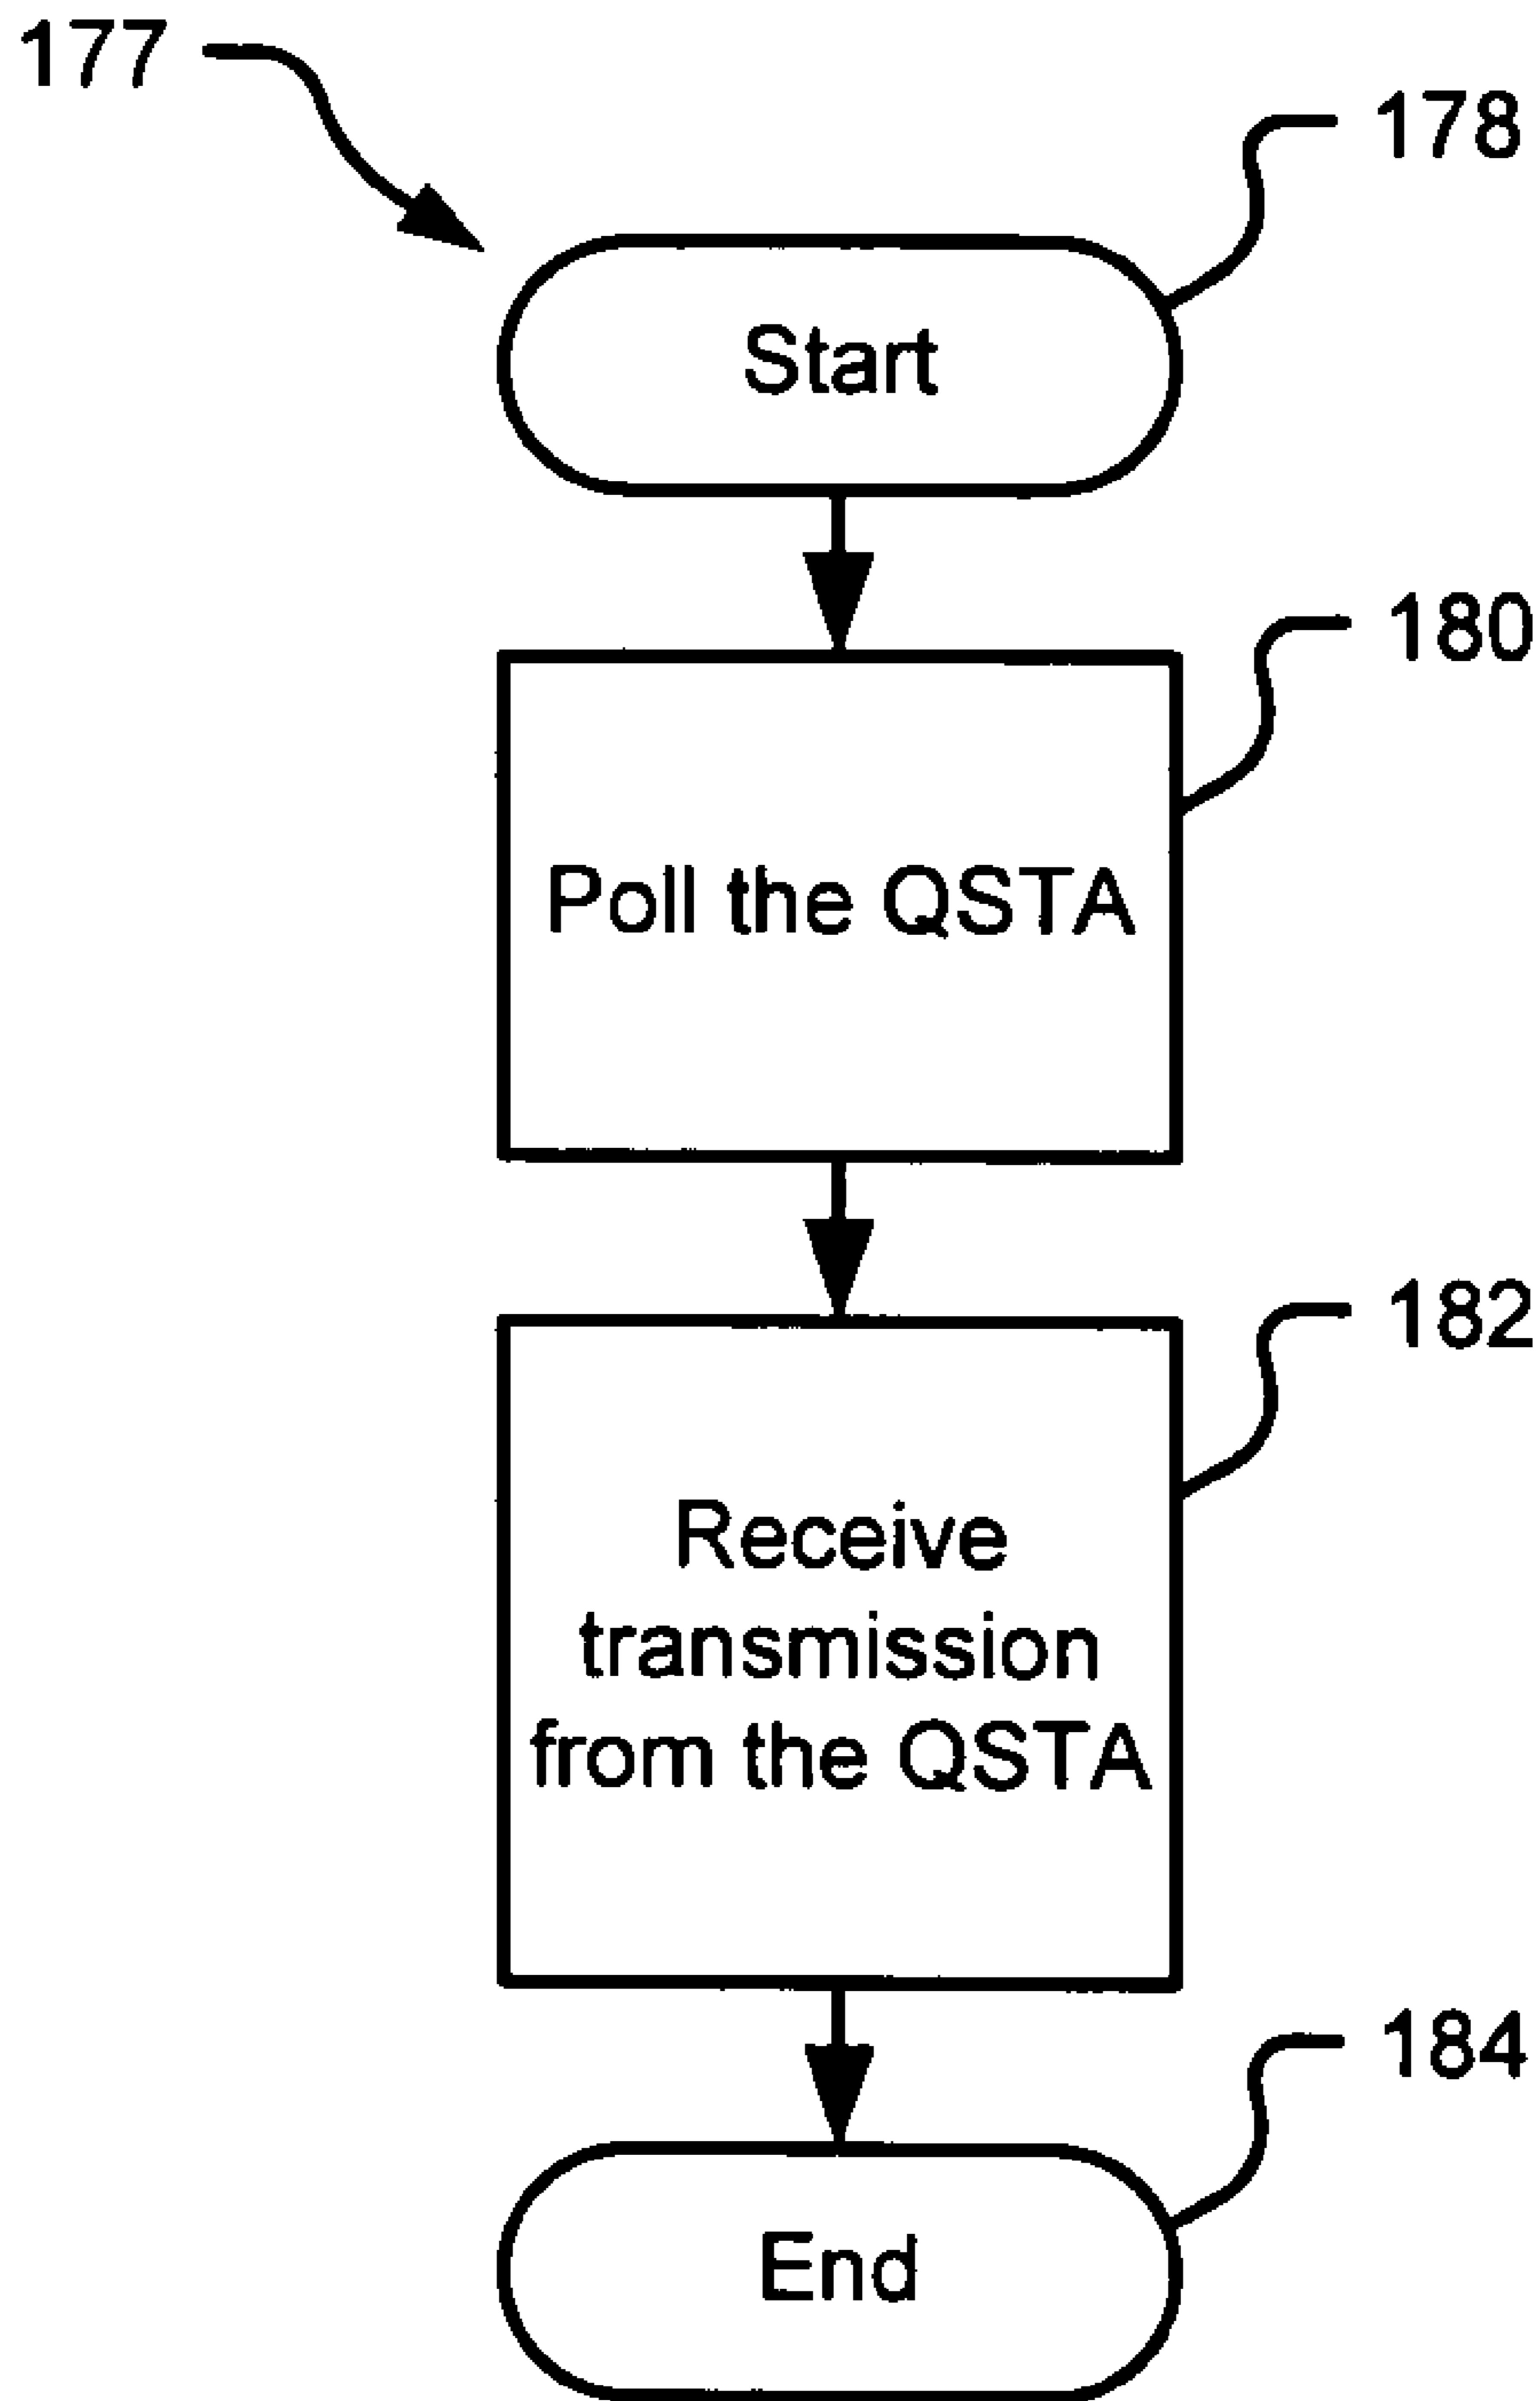 177
178
Start
180
Poll the QSTA
182
Receive
transmission
from the QSTA
184
End